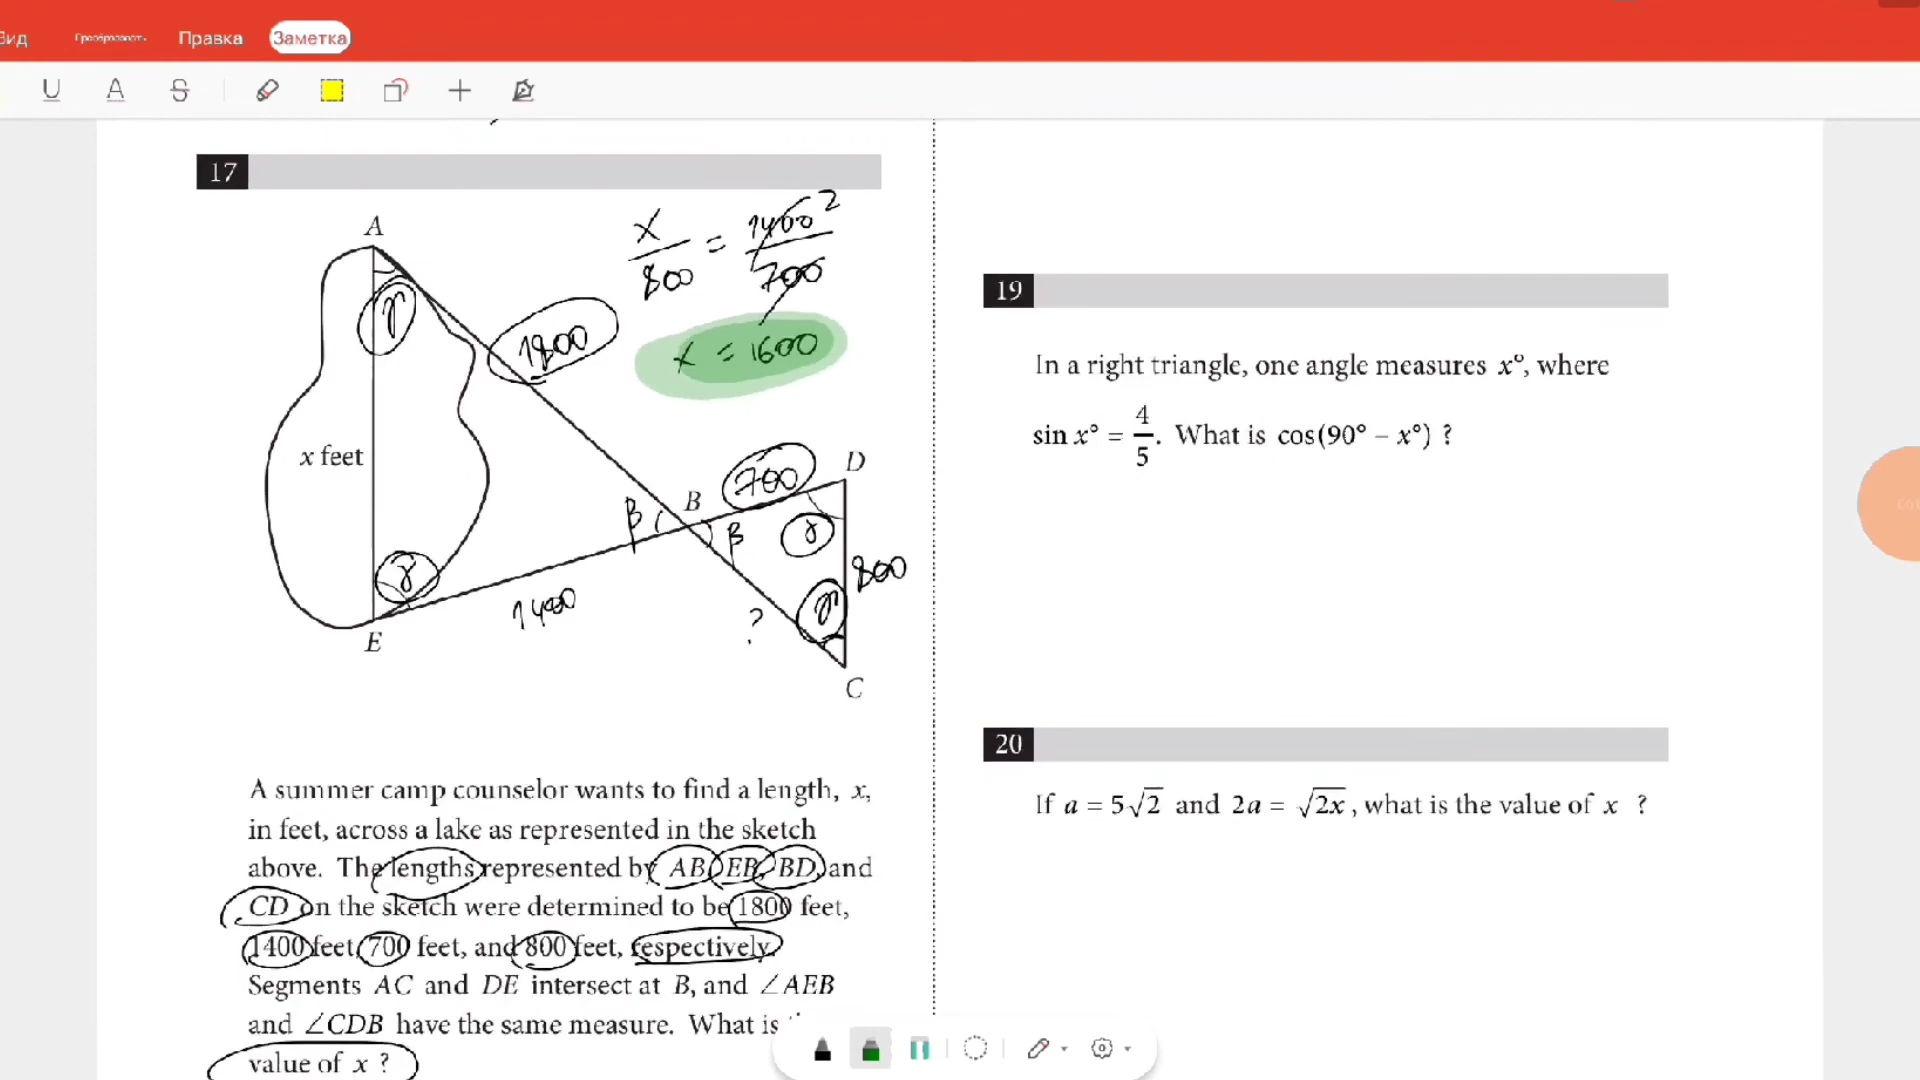 Вид Преобразовать Правка Заметка
17
A
x feet
E
B
D
C
x/800 = 1400 2/700
x = 1600
1800
700
800
1400
?
β
β
γ
γ
A summer camp counselor wants to find a length, x,
in feet, across a lake as represented in the sketch
above. The lengths represented by AB, EB, BD, and
CD on the sketch were determined to be 1800 feet,
1400 feet, 700 feet, and 800 feet, respectively.
Segments AC and DE intersect at B, and ∠AEB
and ∠CDB have the same measure. What is
value of x ?
19
In a right triangle, one angle measures x°, where
sin x° = 4/5. What is cos(90° − x°) ?
20
If a = 5√2 and 2a = √2x, what is the value of x ?